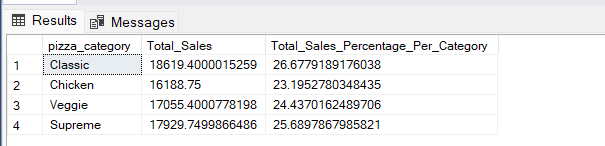 Results Messages
pizza_category Total_Sales Total_Sales_Percentage_Per_Category
1 Classic 18619.4000015259 26.6779189176038
2 Chicken 16188.75 23.1952780348435
3 Veggie 17055.4000778198 24.4370162489706
4 Supreme 17929.7499866486 25.6897867985821